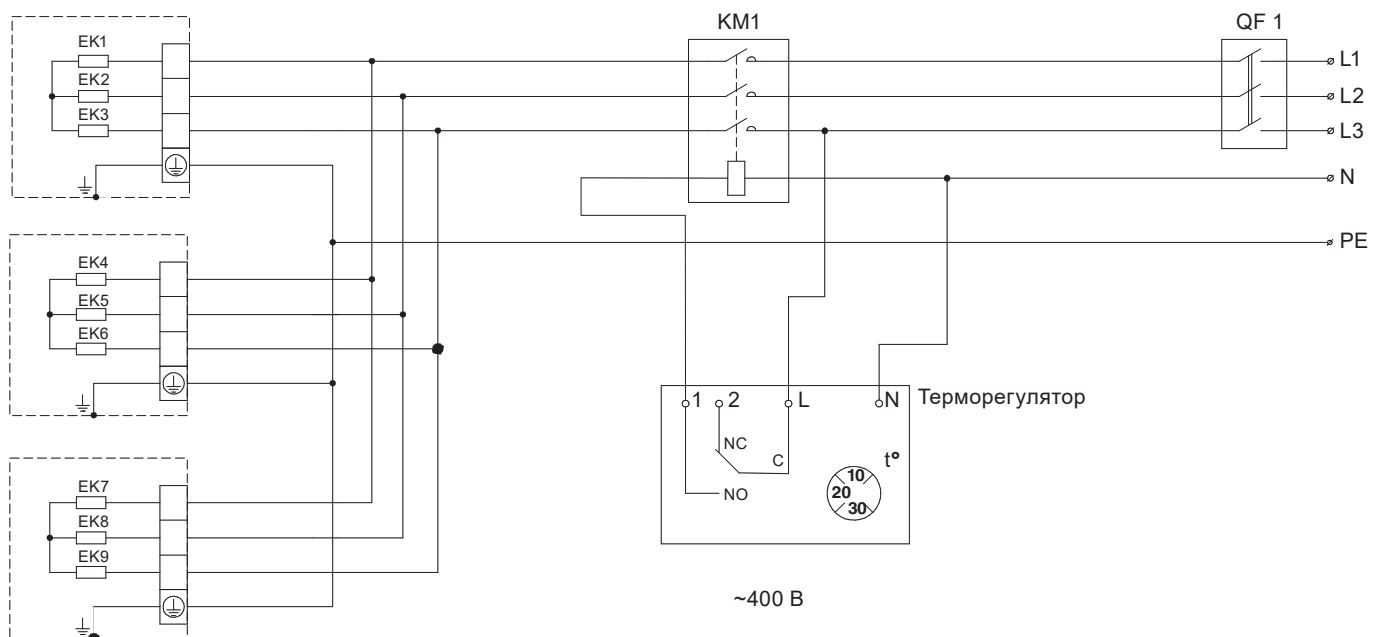 KM1
QF 1
EK1
EK2
EK3
L1
L2
L3
N
PE
EK4
EK5
EK6
1 2 L N
Терморегулятор
NC
C
NO
t°
10
20
30
EK7
EK8
EK9
~400 В